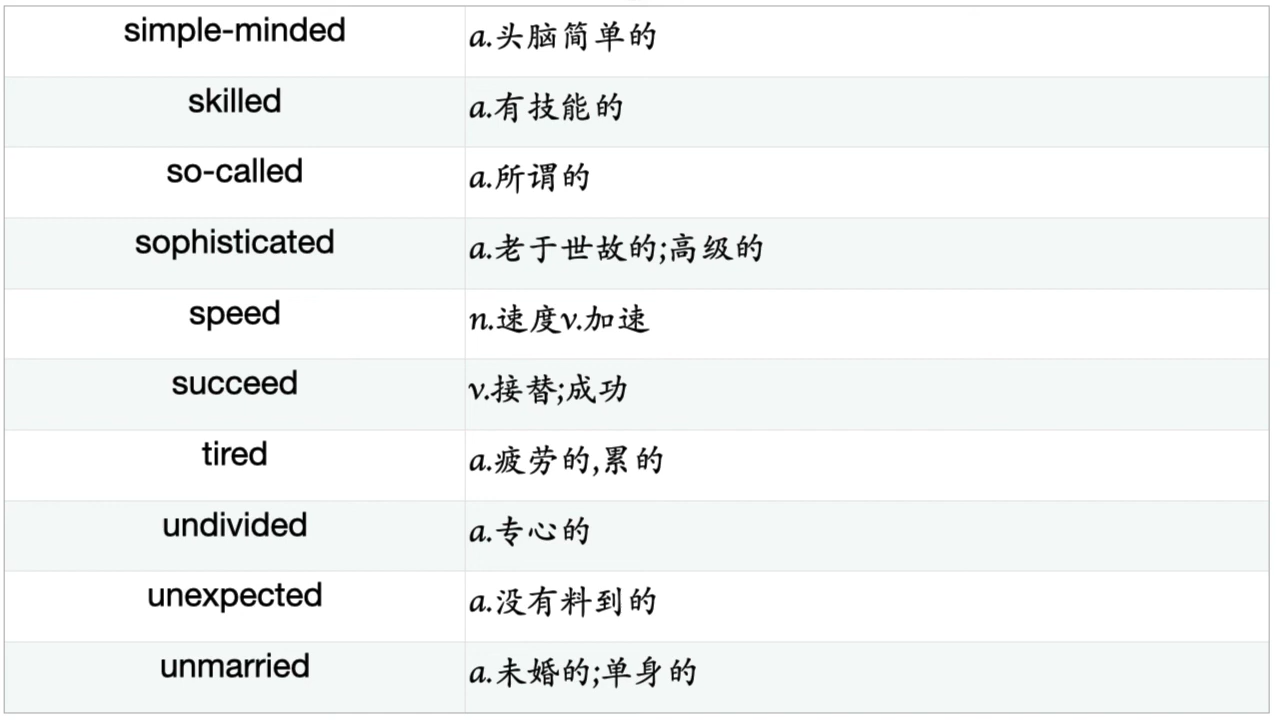 simple-minded a.头脑简单的
skilled a.有技能的
so-called a.所谓的
sophisticated a.老于世故的;高级的
speed n.速度v.加速
succeed v.接替;成功
tired a.疲劳的,累的
undivided a.专心的
unexpected a.没有料到的
unmarried a.未婚的;单身的